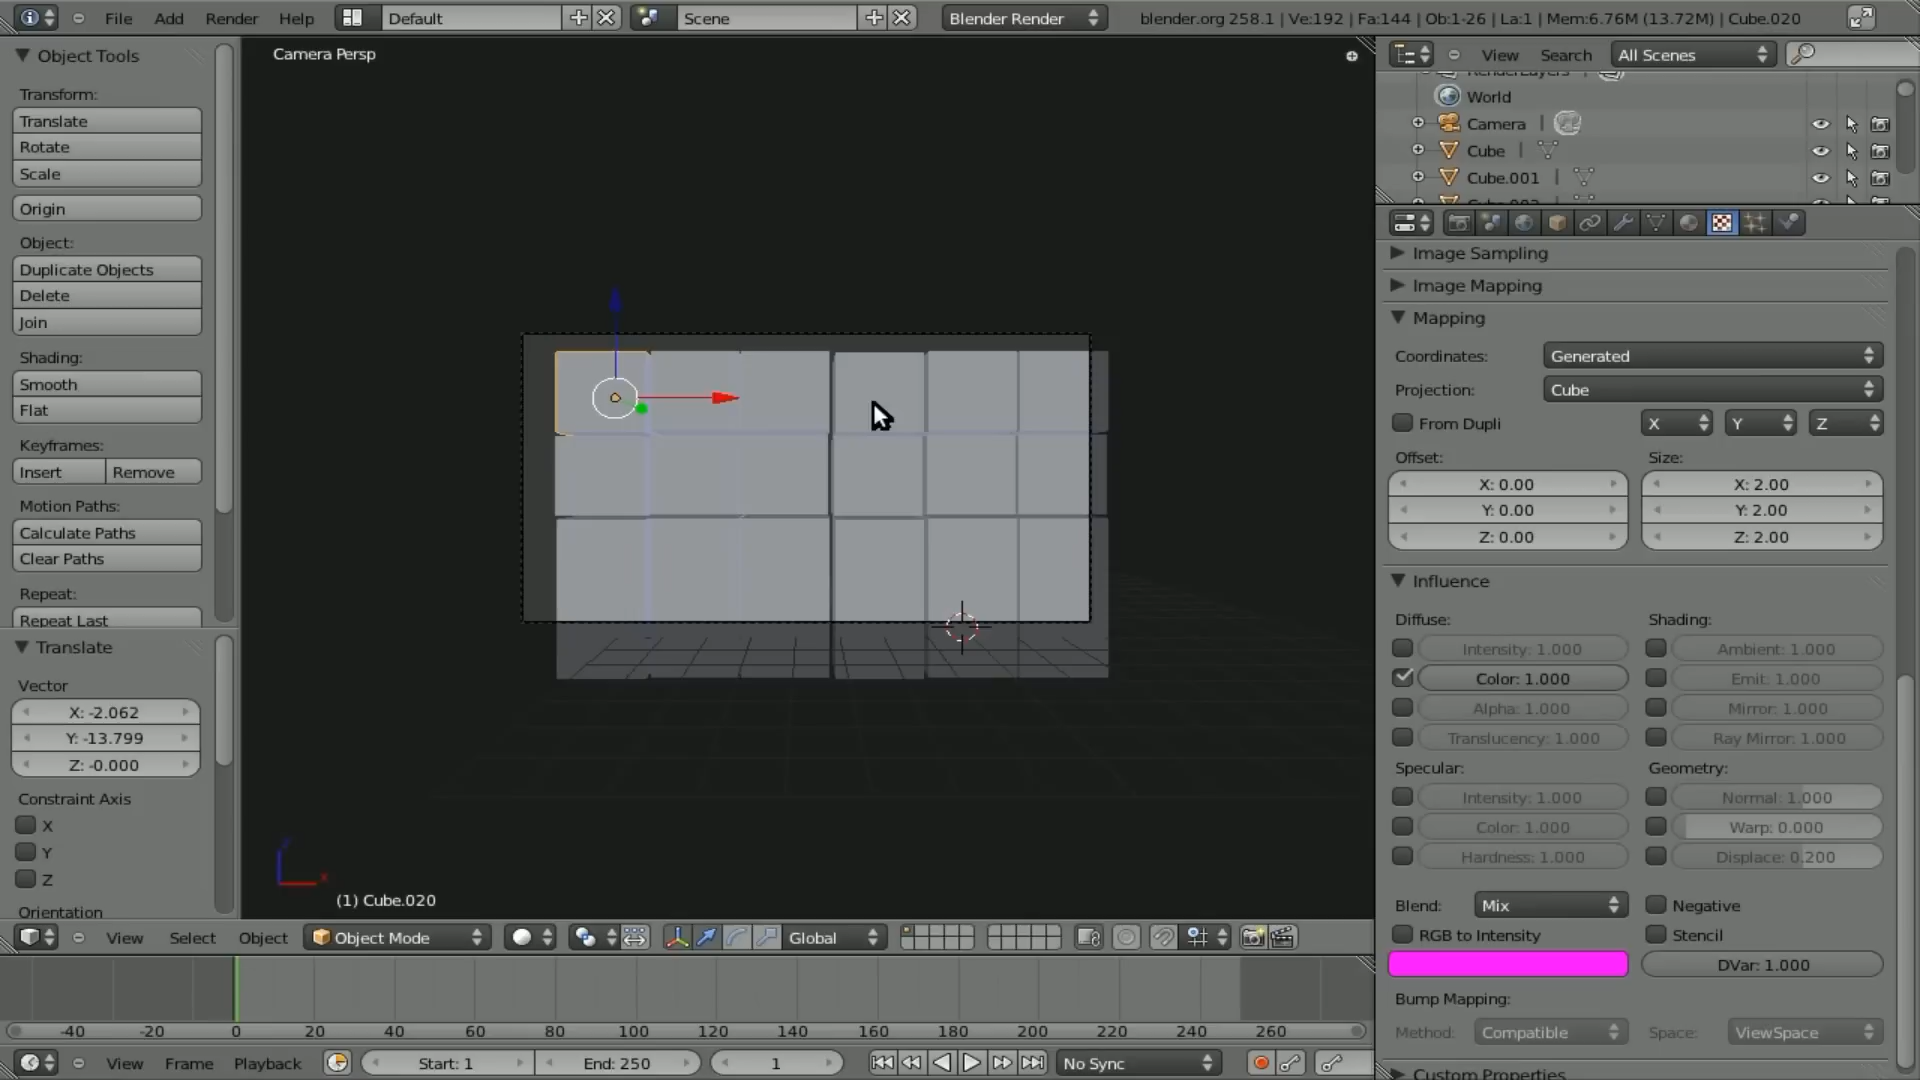 File Add Render Help Default Scene Blender Render blender.org 258.1 | Ve:192 | Fa:144 | Ob:1-26 | La:1 | Mem:6.76M (13.72M) | Cube.020
Object Tools
Transform:
Translate
Rotate
Scale
Origin
Object:
Duplicate Objects
Delete
Join
Shading:
Smooth
Flat
Keyframes:
Insert Remove
Motion Paths:
Calculate Paths
Clear Paths
Repeat:
Repeat Last
Translate
Vector
X: -2.062
Y: -13.799
Z: -0.000
Constraint Axis
X
Y
Z
Orientation
Camera Persp
(1) Cube.020
View Select Object Object Mode Global
-40 -20 0 20 40 60 80 100 120 140 160 180 200 220 240 260
View Frame Playback Start: 1 End: 250 1 No Sync
View Search All Scenes
RenderLayers
World
Camera
Cube
Cube.001
Image Sampling
Image Mapping
Mapping
Coordinates: Generated
Projection: Cube
From Dupli X Y Z
Offset: Size:
X: 0.00 X: 2.00
Y: 0.00 Y: 2.00
Z: 0.00 Z: 2.00
Influence
Diffuse: Shading:
Intensity: 1.000 Ambient: 1.000
Color: 1.000 Emit: 1.000
Alpha: 1.000 Mirror: 1.000
Translucency: 1.000 Ray Mirror: 1.000
Specular: Geometry:
Intensity: 1.000 Normal: 1.000
Color: 1.000 Warp: 0.000
Hardness: 1.000 Displace: 0.200
Blend: Mix Negative
RGB to Intensity Stencil
DVar: 1.000
Bump Mapping:
Method: Compatible Space: ViewSpace
Custom Properties